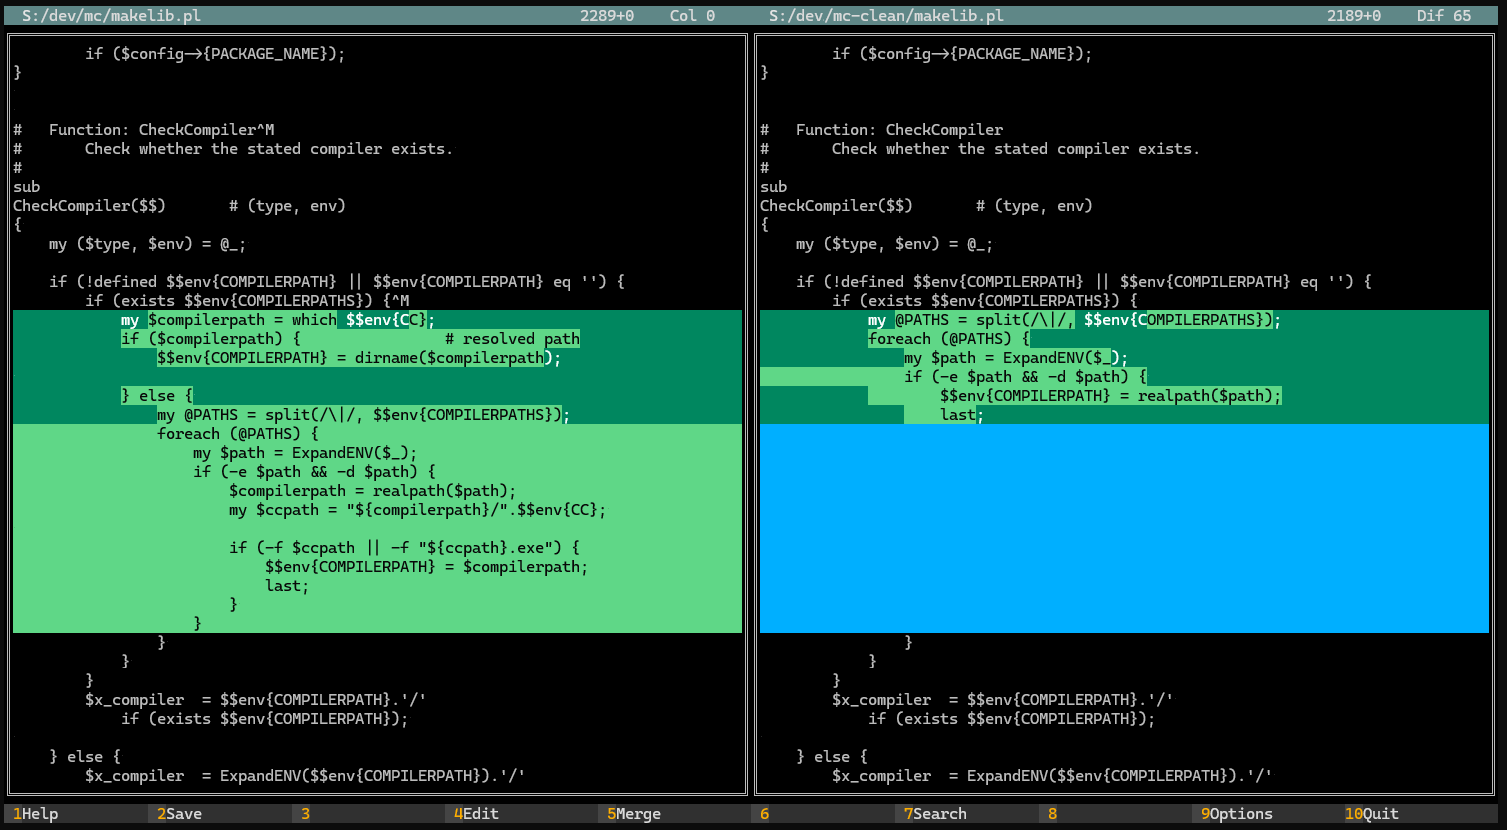 S:/dev/mc/makelib.pl 2289+0 Col 0
        if ($config->{PACKAGE_NAME});
}
#   Function: CheckCompiler^M
#       Check whether the stated compiler exists.
#
sub
CheckCompiler($$)       # (type, env)
{
    my ($type, $env) = @_;
    if (!defined $$env{COMPILERPATH} || $$env{COMPILERPATH} eq '') {
        if (exists $$env{COMPILERPATHS}) {^M
            my $compilerpath = which $$env{CC};
            if ($compilerpath) {                # resolved path
                $$env{COMPILERPATH} = dirname($compilerpath);
            } else {
                my @PATHS = split(/\|/, $$env{COMPILERPATHS});
                foreach (@PATHS) {
                    my $path = ExpandENV($_);
                    if (-e $path && -d $path) {
                        $compilerpath = realpath($path);
                        my $ccpath = "${compilerpath}/".$$env{CC};
                        if (-f $ccpath || -f "${ccpath}.exe") {
                            $$env{COMPILERPATH} = $compilerpath;
                            last;
                        }
                    }
                }
            }
        }
        $x_compiler  = $$env{COMPILERPATH}.'/'
            if (exists $$env{COMPILERPATH});
    } else {
        $x_compiler  = ExpandENV($$env{COMPILERPATH}).'/'
S:/dev/mc-clean/makelib.pl 2189+0 Dif 65
        if ($config->{PACKAGE_NAME});
}
#   Function: CheckCompiler
#       Check whether the stated compiler exists.
#
sub
CheckCompiler($$)       # (type, env)
{
    my ($type, $env) = @_;
    if (!defined $$env{COMPILERPATH} || $$env{COMPILERPATH} eq '') {
        if (exists $$env{COMPILERPATHS}) {
            my @PATHS = split(/\|/, $$env{COMPILERPATHS});
            foreach (@PATHS) {
                my $path = ExpandENV($_);
                if (-e $path && -d $path) {
                    $$env{COMPILERPATH} = realpath($path);
                    last;
                }
            }
        }
        $x_compiler  = $$env{COMPILERPATH}.'/'
            if (exists $$env{COMPILERPATH});
    } else {
        $x_compiler  = ExpandENV($$env{COMPILERPATH}).'/'
1Help 2Save 3 4Edit 5Merge 6 7Search 8 9Options 10Quit